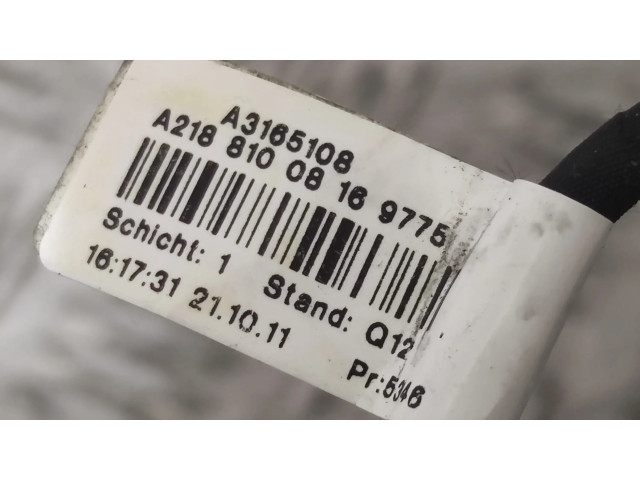 A3165108
A218 810 08 16 9775
Schicht: 1 Stand: Q12
16:17:31 21.10.11 Pr:5346